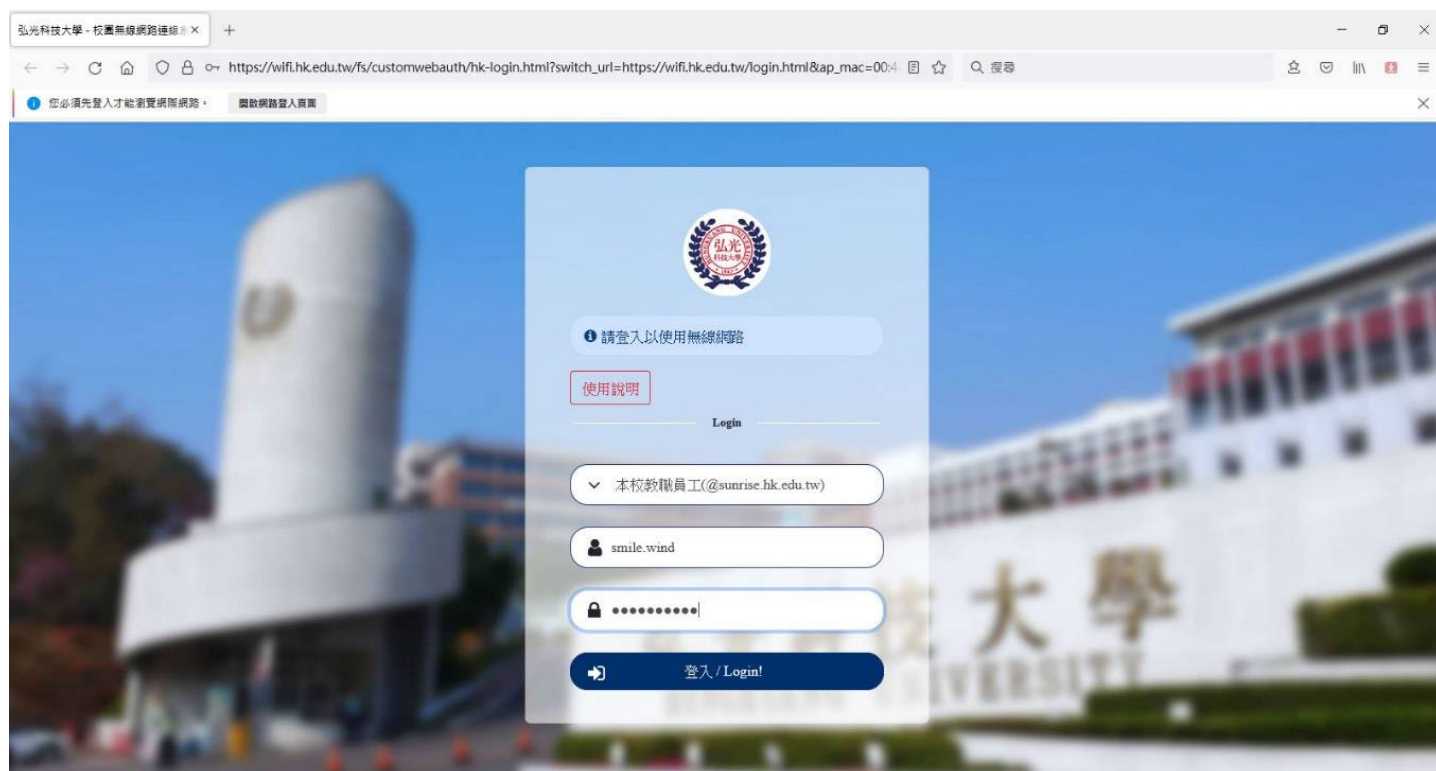 弘光科技大學 - 校園無線網路連線
https://wifi.hk.edu.tw/fs/customwebauth/hk-login.html?switch_url=https://wifi.hk.edu.tw/login.html&ap_mac=00:4
搜尋
您必須先登入才能瀏覽網際網路。 開啟網路登入頁面
弘光
科技大學
請登入以使用無線網路
使用說明
Login
本校教職員工(@sunrise.hk.edu.tw)
smile.wind
登入 / Login!
技大學
VERSITY